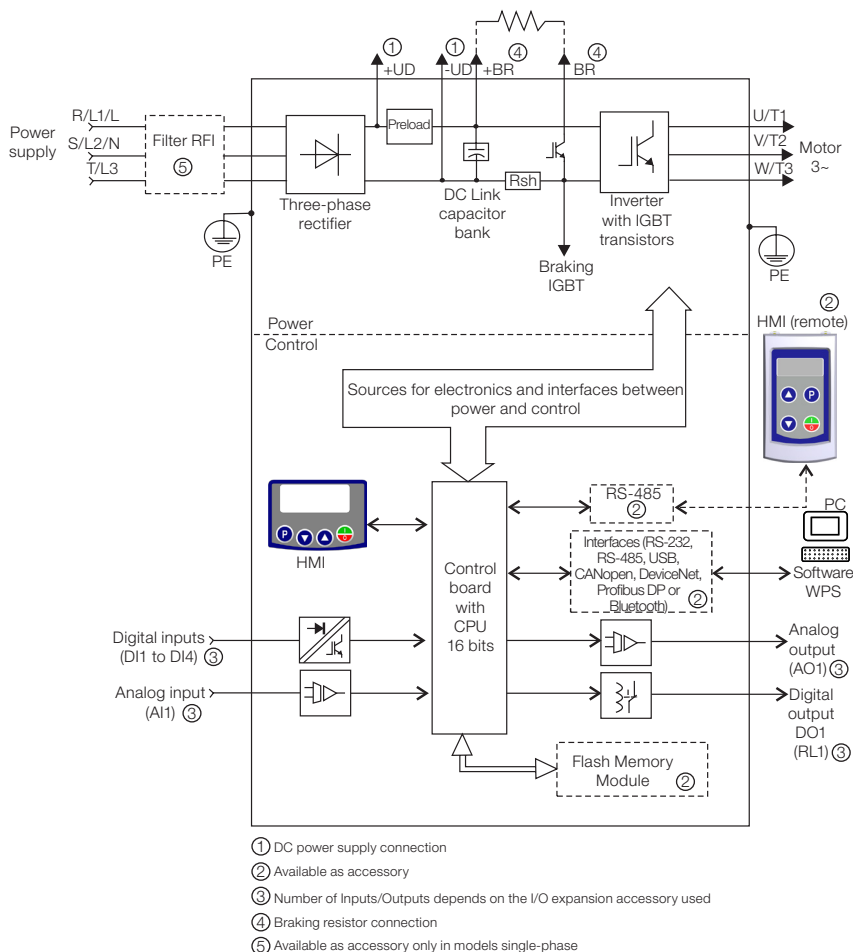 ① ① ④ ④
+UD -UD +BR BR
R/L1/L
Power
supply
S/L2/N
T/L3
Filter RFI
⑤
Preload
U/T1
V/T2
W/T3
Motor
3~
Three-phase
rectifier
DC Link
capacitor
bank
Rsh
Inverter
with IGBT
transistors
PE
PE
Braking
IGBT
Power
Control
②
HMI (remote)
P
I
0
Sources for electronics and interfaces between
power and control
P
I
0
HMI
RS-485
②
PC
Interfaces (RS-232,
RS-485, USB,
CANopen, DeviceNet,
Profibus DP or
Bluetooth)
②
Software
WPS
Control
board
with
CPU
16 bits
Digital inputs
(DI1 to DI4) ③
Analog input
(AI1) ③
Analog
output
(AO1) ③
Digital
output
DO1
(RL1) ③
Flash Memory
Module ②
① DC power supply connection
② Available as accessory
③ Number of Inputs/Outputs depends on the I/O expansion accessory used
④ Braking resistor connection
⑤ Available as accessory only in models single-phase